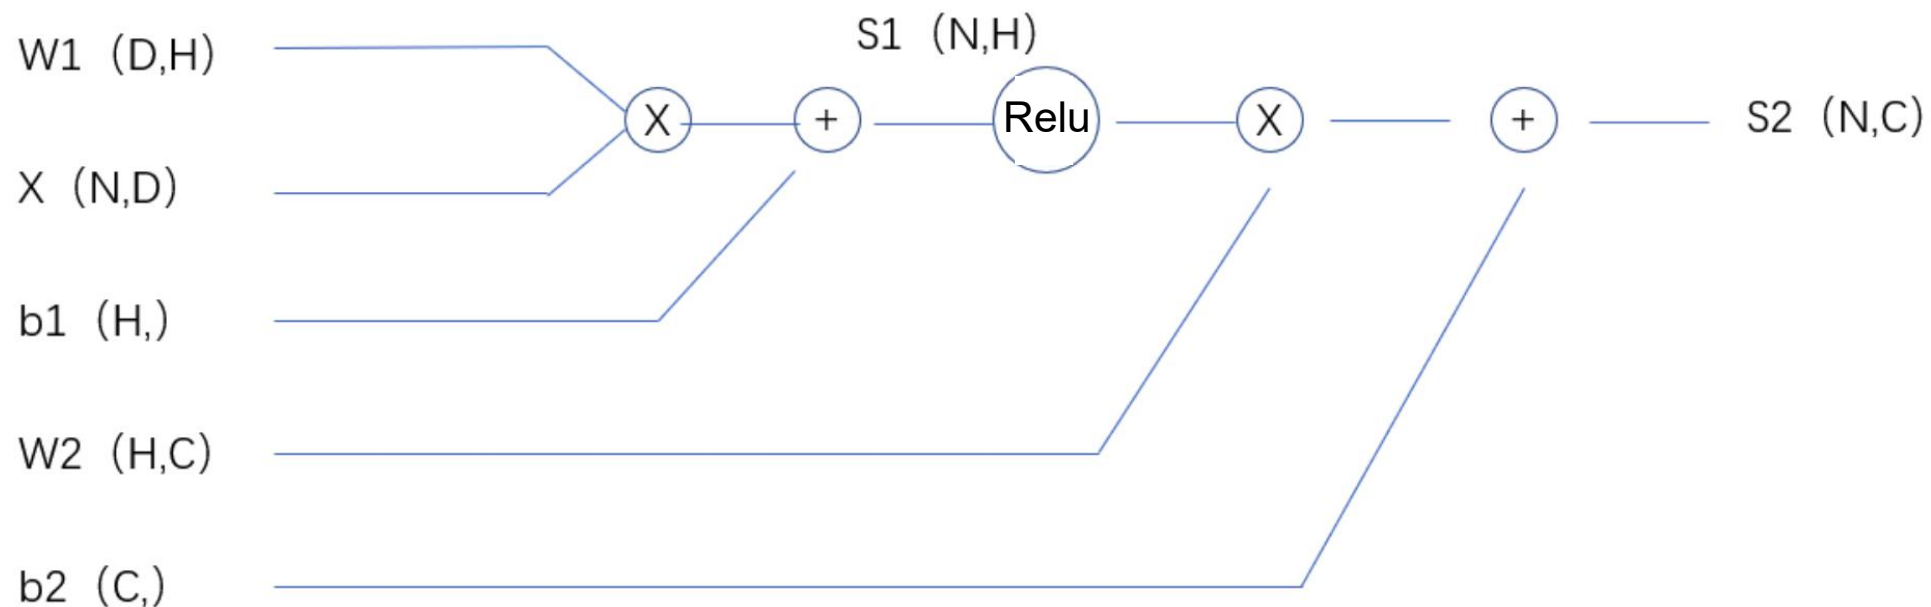 S1（N,H）
W1（D,H）
X
+
Relu
X
+
S2（N,C）
X（N,D）
b1（H,）
W2（H,C）
b2（C,）